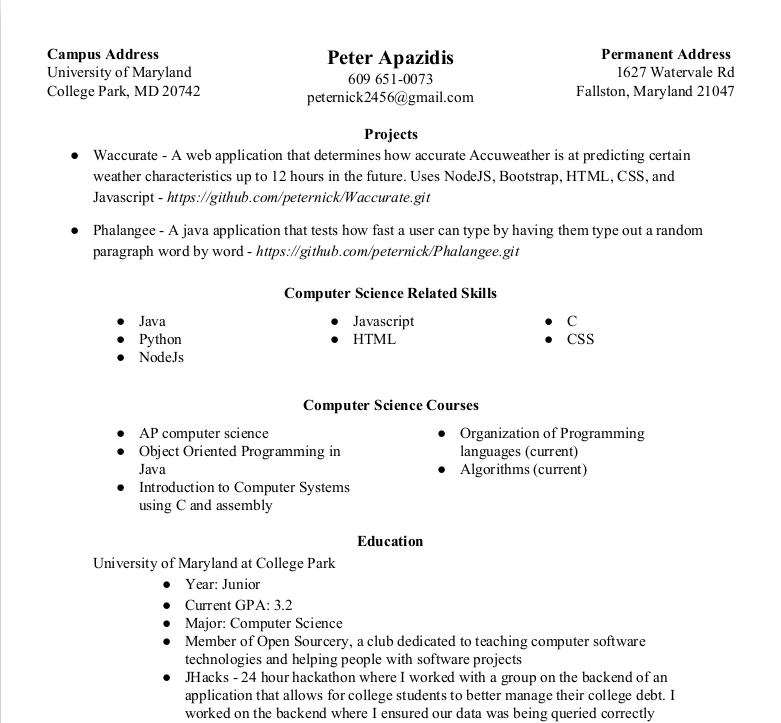 Campus Address
University of Maryland
College Park, MD 20742
Peter Apazidis
609 651-0073
peternick2456@gmail.com
Permanent Address
1627 Watervale Rd
Fallston, Maryland 21047
Projects
● Waccurate - A web application that determines how accurate Accuweather is at predicting certain
weather characteristics up to 12 hours in the future. Uses NodeJS, Bootstrap, HTML, CSS, and
Javascript - https://github.com/peternick/Waccurate.git
● Phalangee - A java application that tests how fast a user can type by having them type out a random
paragraph word by word - https://github.com/peternick/Phalangee.git
Computer Science Related Skills
● Java
● Python
● NodeJs
● Javascript
● HTML
● C
● CSS
Computer Science Courses
● AP computer science
● Object Oriented Programming in
Java
● Introduction to Computer Systems
using C and assembly
● Organization of Programming
languages (current)
● Algorithms (current)
Education
University of Maryland at College Park
● Year: Junior
● Current GPA: 3.2
● Major: Computer Science
● Member of Open Sourcery, a club dedicated to teaching computer software
technologies and helping people with software projects
● JHacks - 24 hour hackathon where I worked with a group on the backend of an
application that allows for college students to better manage their college debt. I
worked on the backend where I ensured our data was being queried correctly